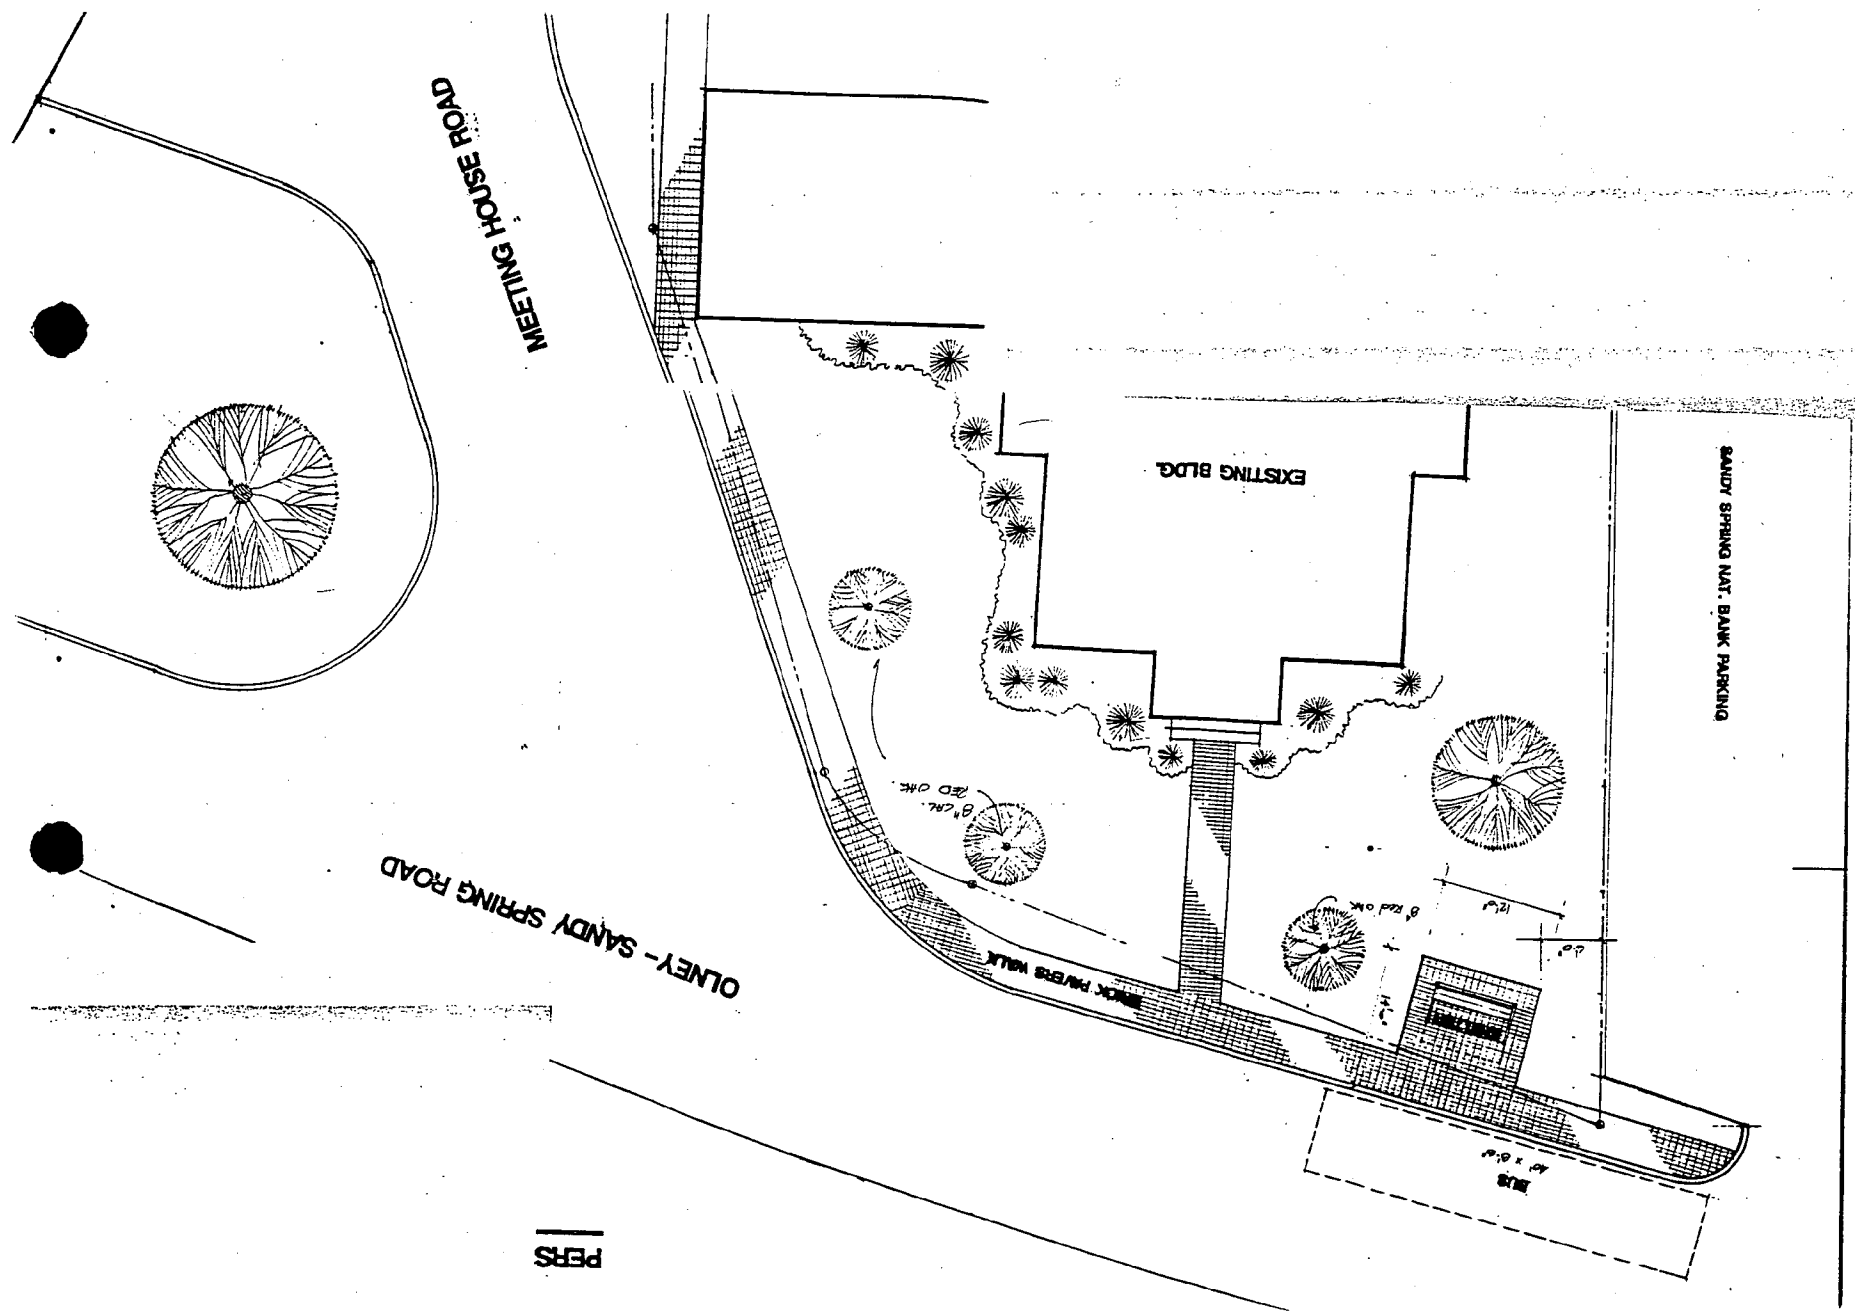 MEETING HOUSE ROAD
EXISTING BLDG.
SANDY SPRING NAT. BANK PARKING
8" CAL.
RED OAK.
8" RED OAK
12'0"
OLNEY - SANDY SPRING ROAD
BRICK PAVERS WALK
SHELTER
BUS
40' x 8'-6"
PERS